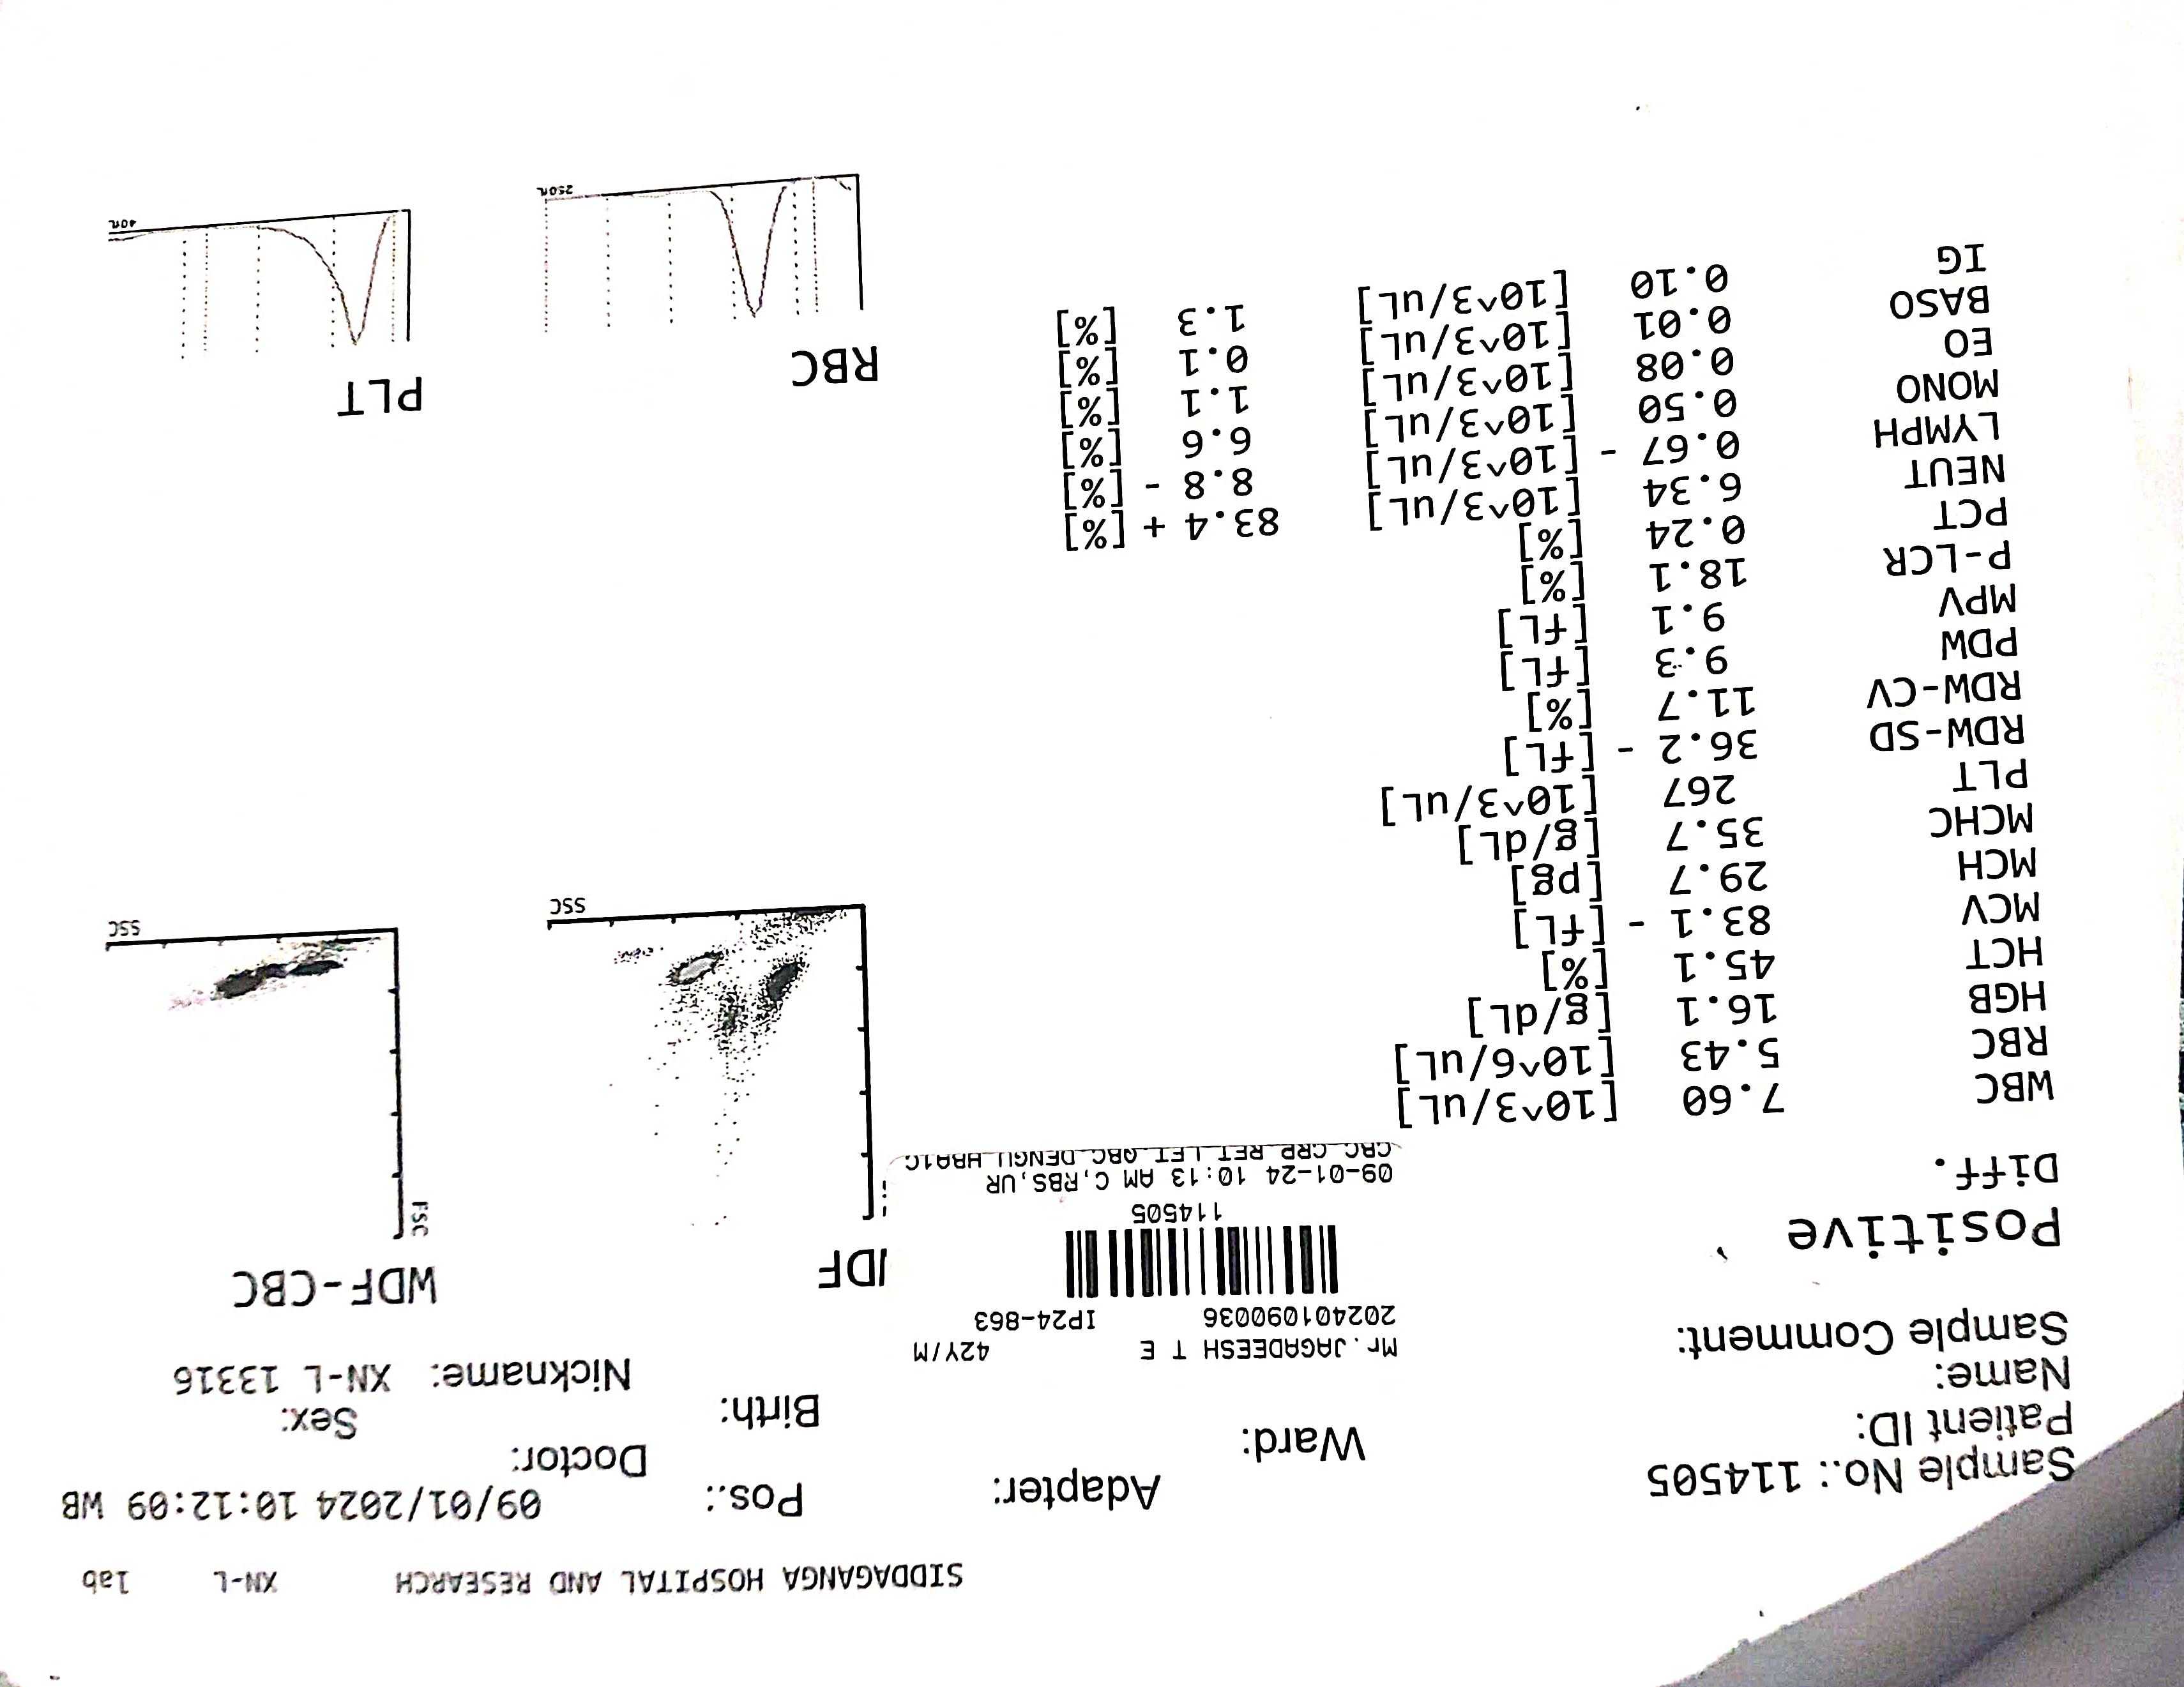 SIDDAGANGA HOSPITAL AND RESEARCH XN-L lab
Sample No.: 114505 Adapter: Pos.: 09/01/2024 10:12:09 WB
Patient ID: Ward: Doctor:
Name: Birth: Sex:
Sample Comment: Nickname: XN-L 13316
Mr.JAGADEESH T E 42Y/M
202401090036 IP24-863
114505
09-01-24 10:13 AM C,RBS,UR
CBC CRP RFT LFT QBC DENGU HBA1C
Positive
Diff.
WBC 7.60 [10^3/uL]
RBC 5.43 [10^6/uL]
HGB 16.1 [g/dL]
HCT 45.1 [%]
MCV 83.1 - [fL]
MCH 29.7 [pg]
MCHC 35.7 [g/dL]
PLT 267 [10^3/uL]
RDW-SD 36.2 - [fL]
RDW-CV 11.7 [%]
PDW 9.3 [fL]
MPV 9.1 [fL]
P-LCR 18.1 [%]
PCT 0.24 [%]
NEUT 6.34 [10^3/uL] 83.4 + [%]
LYMPH 0.67 - [10^3/uL] 8.8 - [%]
MONO 0.50 [10^3/uL] 6.6 [%]
EO 0.08 [10^3/uL] 1.1 [%]
BASO 0.01 [10^3/uL] 0.1 [%]
IG 0.10 [10^3/uL] 1.3 [%]
WDF-CBC
FSC
SSC
SSC
RBC
250fL
PLT
40fL